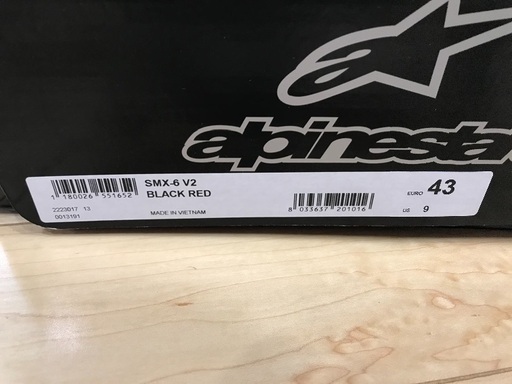 alpinestar
SMX-6 V2
BLACK RED
1 180026 551652
2223017 13
0013191
MADE IN VIETNAM
8 033637 201016
EURO 43
US 9